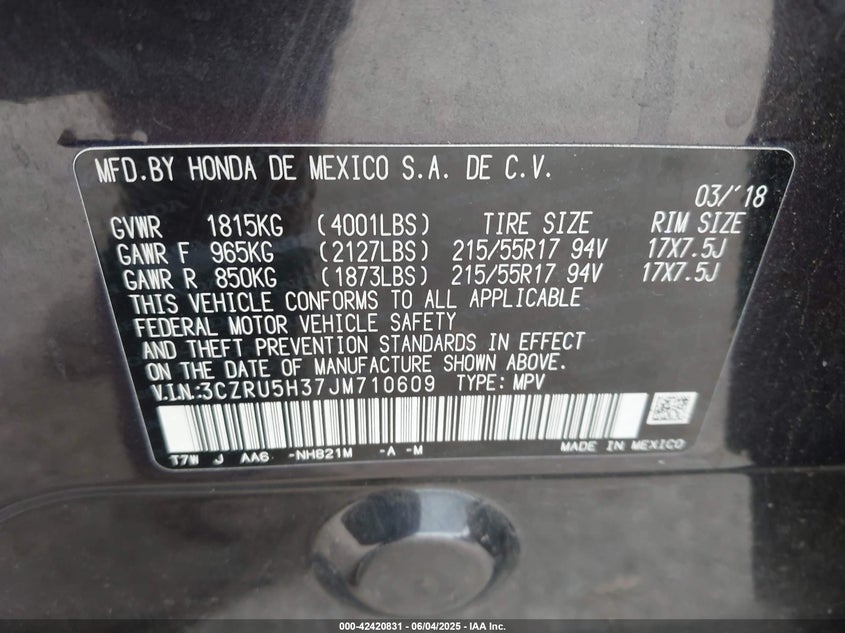 MFD.BY HONDA DE MEXICO S.A. DE C.V.
03/'18
GVWR 1815KG (4001LBS) TIRE SIZE RIM SIZE
GAWR F 965KG (2127LBS) 215/55R17 94V 17X7.5J
GAWR R 850KG (1873LBS) 215/55R17 94V 17X7.5J
THIS VEHICLE CONFORMS TO ALL APPLICABLE
FEDERAL MOTOR VEHICLE SAFETY
AND THEFT PREVENTION STANDARDS IN EFFECT
ON THE DATE OF MANUFACTURE SHOWN ABOVE.
V.I.N.:3CZRU5H37JM710609 TYPE: MPV
T7W J AA6 -NH821M -A -M MADE IN MEXICO
000-42420831 - 06/04/2025 - IAA Inc.